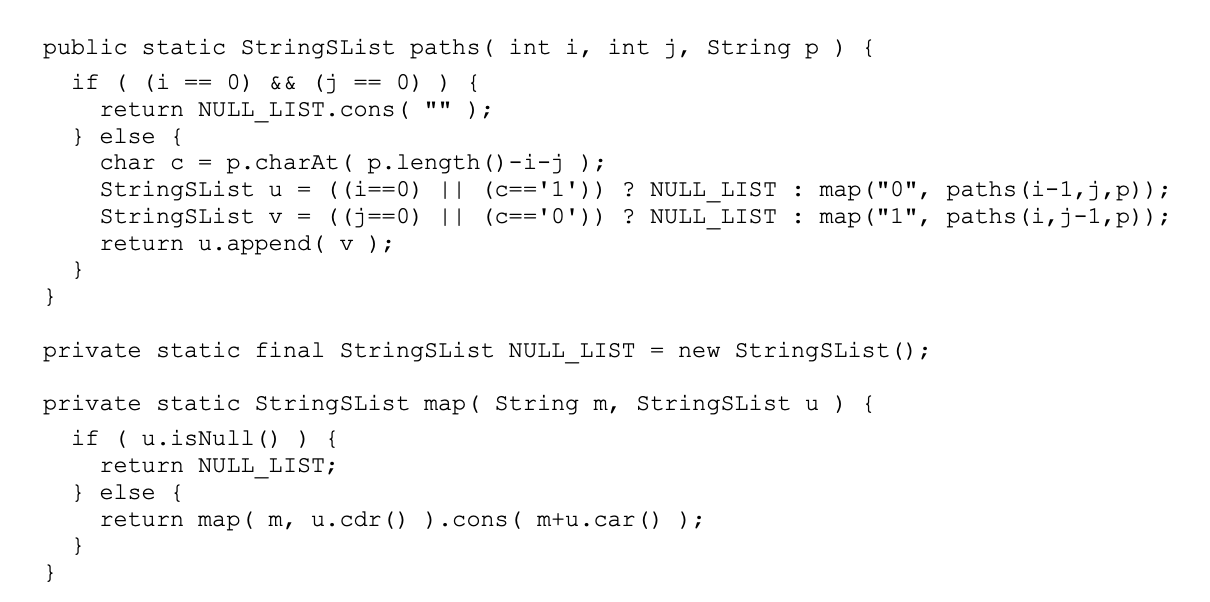 public static StringSList paths( int i, int j, String p ) {
  if ( (i == 0) && (j == 0) ) {
    return NULL_LIST.cons( "" );
  } else {
    char c = p.charAt( p.length()-i-j );
    StringSList u = ((i==0) || (c=='1')) ? NULL_LIST : map("0", paths(i-1,j,p));
    StringSList v = ((j==0) || (c=='0')) ? NULL_LIST : map("1", paths(i,j-1,p));
    return u.append( v );
  }
}

private static final StringSList NULL_LIST = new StringSList();

private static StringSList map( String m, StringSList u ) {
  if ( u.isNull() ) {
    return NULL_LIST;
  } else {
    return map( m, u.cdr() ).cons( m+u.car() );
  }
}